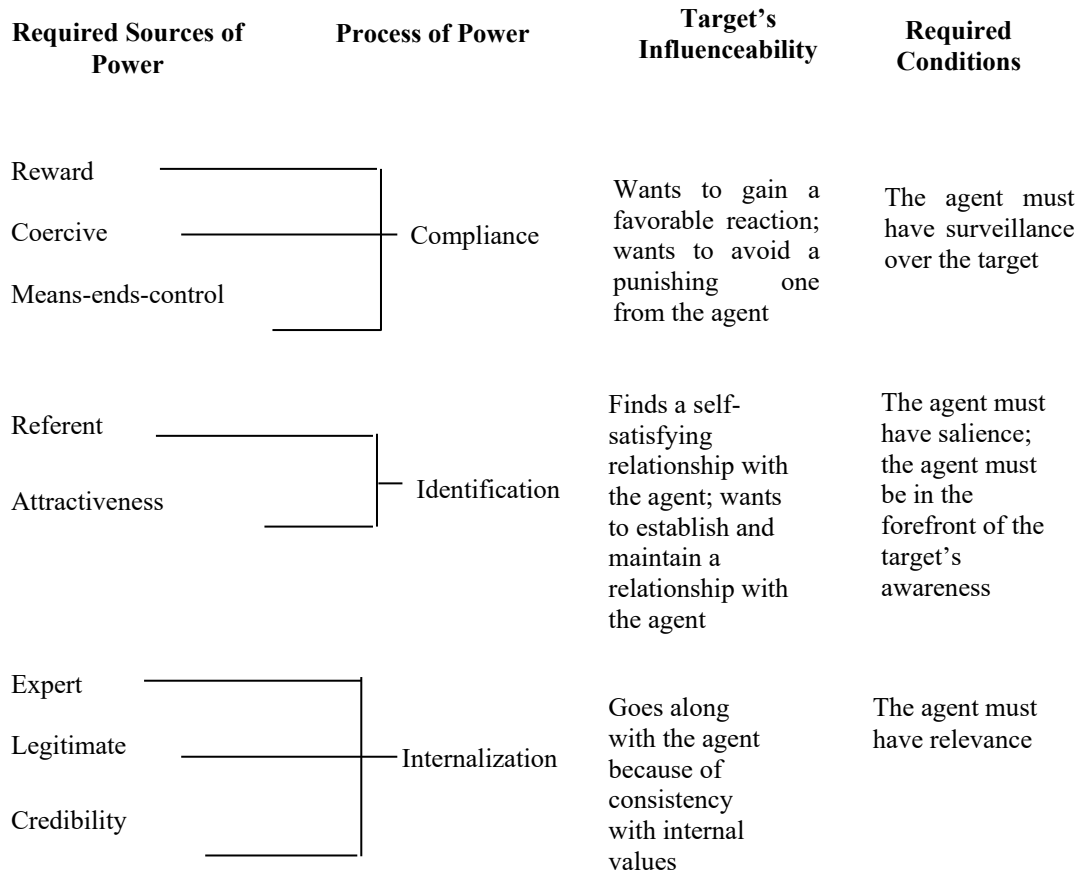 Required Sources of
Power
Process of Power
Target’s
Influenceability
Required
Conditions
Reward
Coercive
Means-ends-control
Compliance
Wants to gain a
favorable reaction;
wants to avoid a
punishing one
from the agent
The agent must
have surveillance
over the target
Referent
Attractiveness
Identification
Finds a self-
satisfying
relationship with
the agent; wants
to establish and
maintain a
relationship with
the agent
The agent must
have salience;
the agent must
be in the
forefront of the
target’s
awareness
Expert
Legitimate
Credibility
Internalization
Goes along
with the agent
because of
consistency
with internal
values
The agent must
have relevance